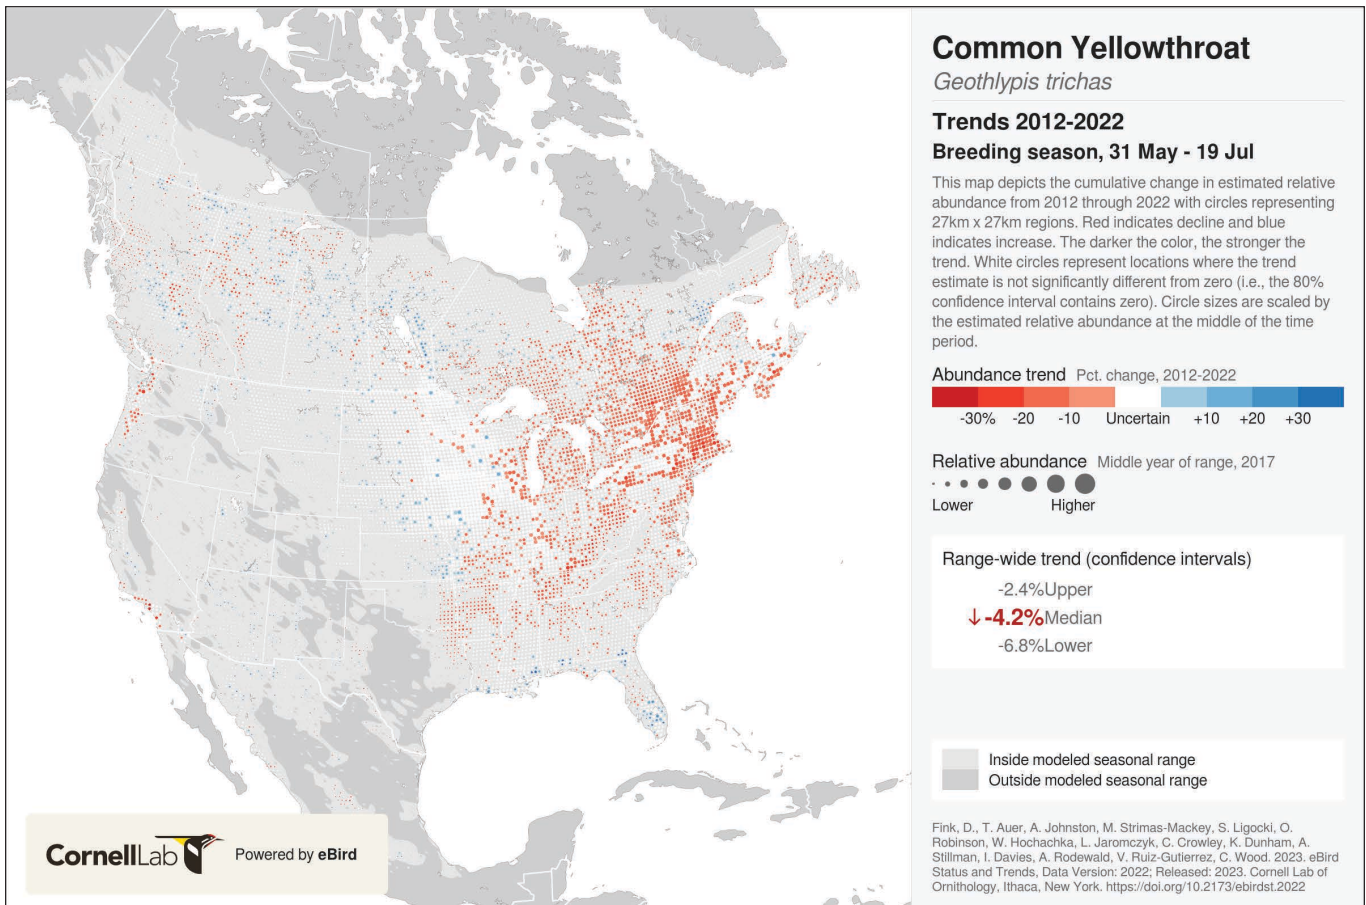 Common Yellowthroat
Geothlypis trichas
Trends 2012-2022
Breeding season, 31 May - 19 Jul
This map depicts the cumulative change in estimated relative
abundance from 2012 through 2022 with circles representing
27km x 27km regions. Red indicates decline and blue
indicates increase. The darker the color, the stronger the
trend. White circles represent locations where the trend
estimate is not significantly different from zero (i.e., the 80%
confidence interval contains zero). Circle sizes are scaled by
the estimated relative abundance at the middle of the time
period.
Abundance trend Pct. change, 2012-2022
-30% -20 -10 Uncertain +10 +20 +30
Relative abundance Middle year of range, 2017
Lower Higher
Range-wide trend (confidence intervals)
-2.4%Upper
↓-4.2%Median
-6.8%Lower
Inside modeled seasonal range
Outside modeled seasonal range
Fink, D., T. Auer, A. Johnston, M. Strimas-Mackey, S. Ligocki, O.
Robinson, W. Hochachka, L. Jaromczyk, C. Crowley, K. Dunham, A.
Stillman, I. Davies, A. Rodewald, V. Ruiz-Gutierrez, C. Wood. 2023. eBird
Status and Trends, Data Version: 2022; Released: 2023. Cornell Lab of
Ornithology, Ithaca, New York. https://doi.org/10.2173/ebirdst.2022
CornellLab Powered by eBird